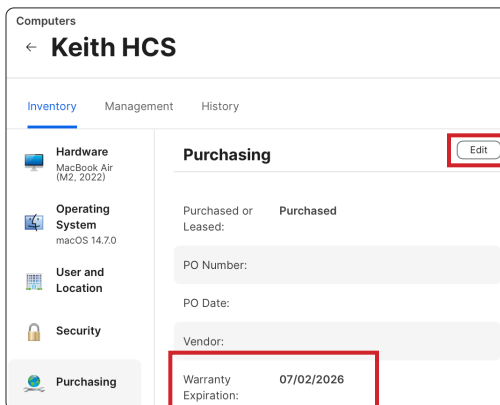 Computers
← Keith HCS
Inventory Management History
Hardware
MacBook Air
(M2, 2022)
Operating
System
macOS 14.7.0
User and
Location
Security
Purchasing
Purchasing
Edit
Purchased or Purchased
Leased:
PO Number:
PO Date:
Vendor:
Warranty 07/02/2026
Expiration: